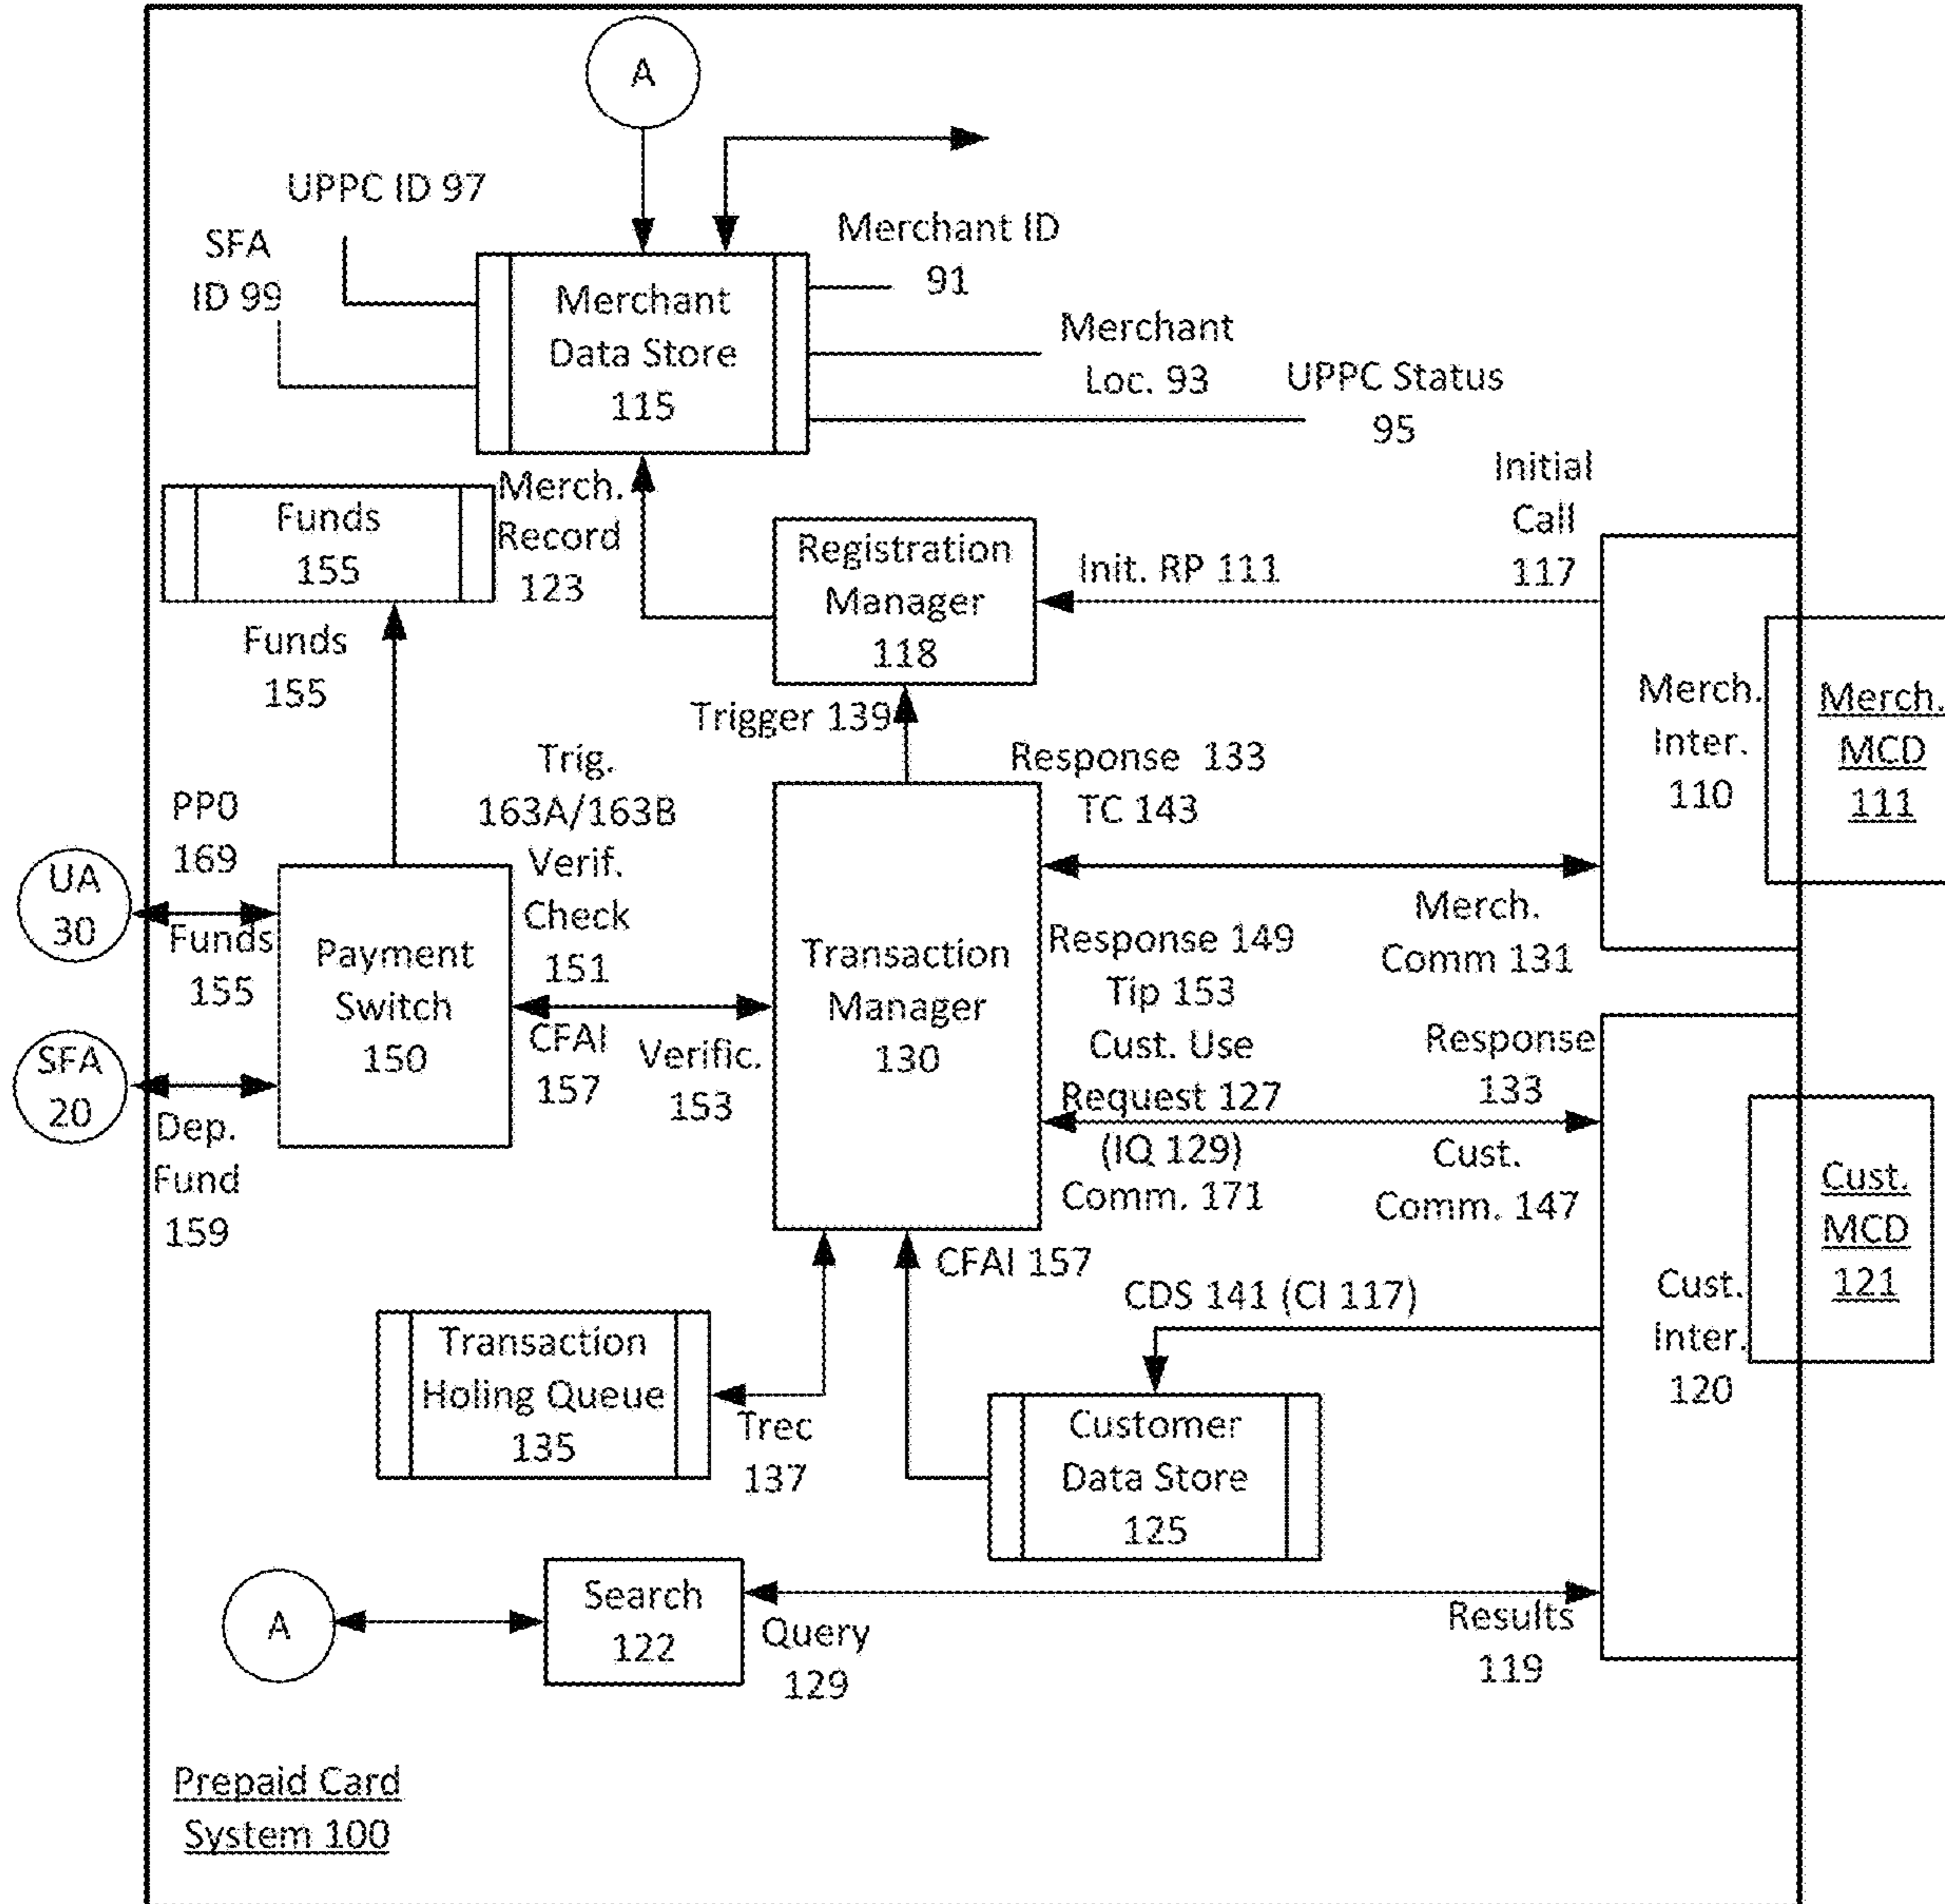 A
UPPC ID 97
SFA
ID 99
Merchant
Data Store
115
Merchant ID
91
Merchant
Loc. 93
UPPC Status
95
Funds
155
Merch.
Record
123
Registration
Manager
118
Init. RP 111
Initial
Call
117
Funds
155
Trigger 139
Merch.
Inter.
110
Merch.
MCD
111
PP0
169
UA
30
Funds
155
Payment
Switch
150
Trig.
163A/163B
Verif.
Check
151
CFAI
157
Verific.
153
Transaction
Manager
130
Response 133
TC 143
Merch.
Comm 131
Response 149
Tip 153
Cust. Use
Request 127
(IQ 129)
Comm. 171
Response
133
Cust.
Comm. 147
SFA
20
Dep.
Fund
159
Cust.
Inter.
120
Cust.
MCD
121
CFAI 157
CDS 141 (CI 117)
Transaction
Holing Queue
135
Trec
137
Customer
Data Store
125
A
Search
122
Query
129
Results
119
Prepaid Card
System 100